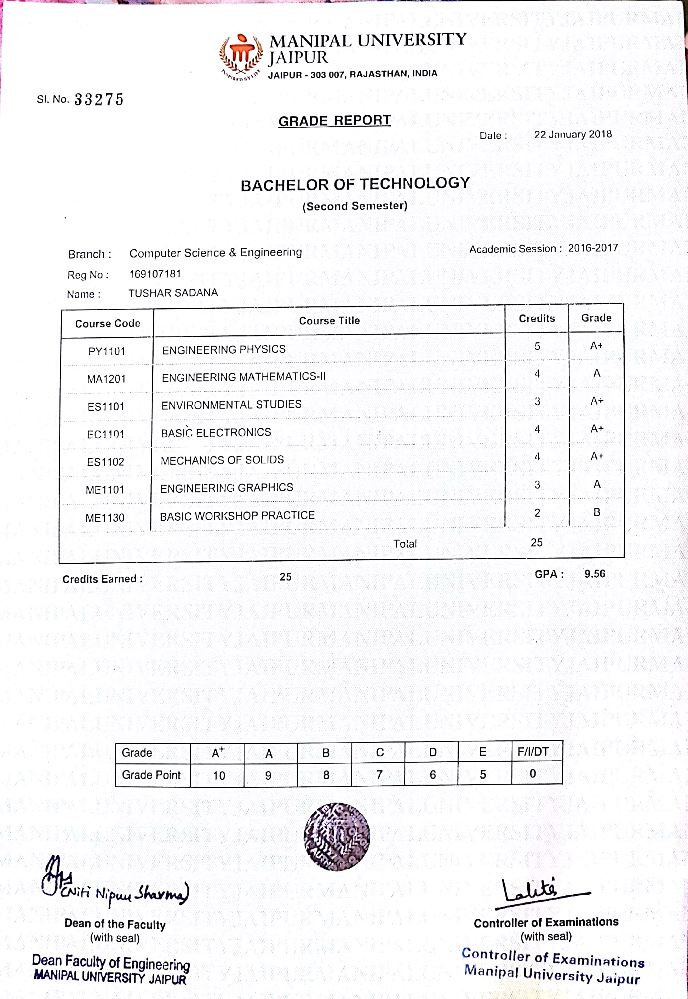 MANIPAL UNIVERSITY
JAIPUR
JAIPUR - 303 007, RAJASTHAN, INDIA
INSPIRED BY LIFE
Sl. No. 33275
GRADE REPORT
Date : 22 January 2018
BACHELOR OF TECHNOLOGY
(Second Semester)
Branch : Computer Science & Engineering Academic Session : 2016-2017
Reg No : 169107181
Name : TUSHAR SADANA
Course Code Course Title Credits Grade
PY1101 ENGINEERING PHYSICS 5 A+
MA1201 ENGINEERING MATHEMATICS-II 4 A
ES1101 ENVIRONMENTAL STUDIES 3 A+
EC1101 BASIC ELECTRONICS 4 A+
ES1102 MECHANICS OF SOLIDS 4 A+
ME1101 ENGINEERING GRAPHICS 3 A
ME1130 BASIC WORKSHOP PRACTICE 2 B
Total 25
Credits Earned : 25 GPA : 9.56
Grade A+ A B C D E F/I/DT
Grade Point 10 9 8 7 6 5 0
(Niti Nipun Sharma)
Dean of the Faculty
(with seal)
Dean Faculty of Engineering
MANIPAL UNIVERSITY JAIPUR
Controller of Examinations
(with seal)
Controller of Examinations
Manipal University Jaipur